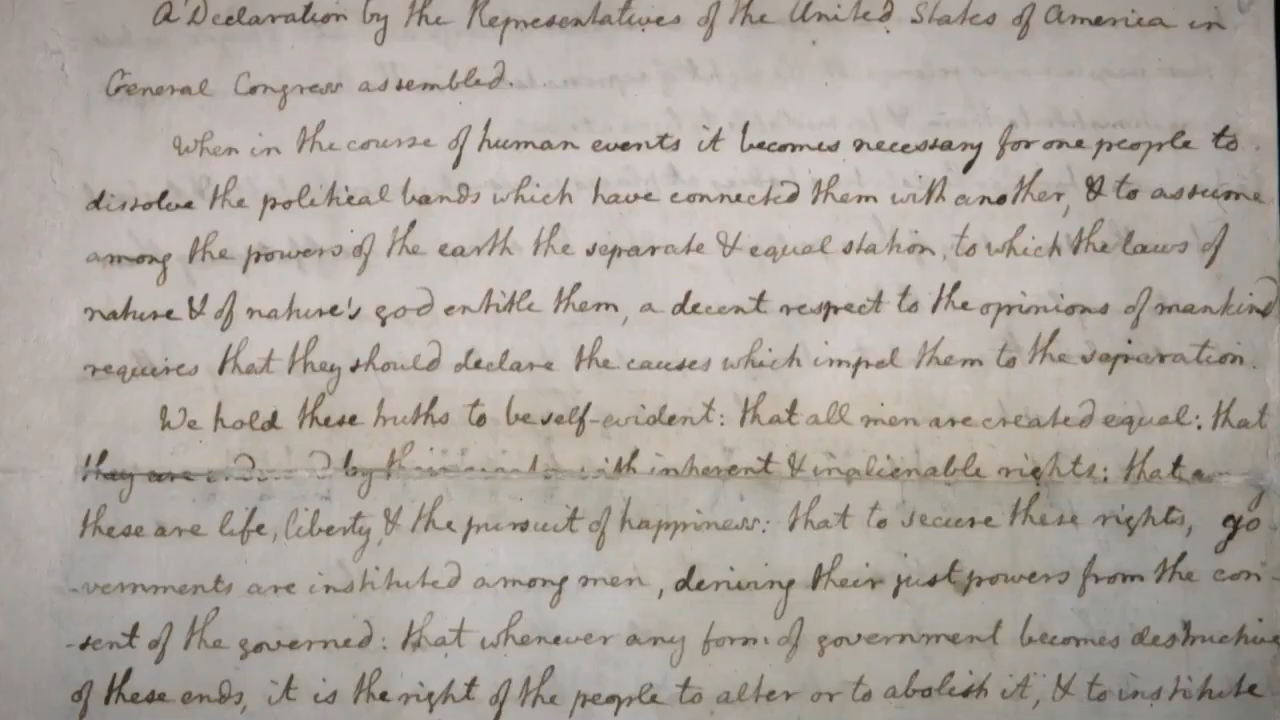 A Declaration by the Representatives of the United States of America in
General Congress assembled.
When in the course of human events it becomes necessary for one people to
dissolve the political bands which have connected them with another, & to assume
among the powers of the earth the separate & equal station, to which the laws of
nature & of nature's god entitle them, a decent respect to the opinions of mankind
requires that they should declare the causes which impel them to the separation.
We hold these truths to be self-evident: that all men are created equal: that
they are by with inherent & inalienable rights: that
these are life, liberty, & the pursuit of happiness: that to secure these rights, go
-vernments are instituted among men, deriving their just powers from the con-
-sent of the governed: that whenever any form of government becomes destructive
of these ends, it is the right of the people to alter or to abolish it, & to institute